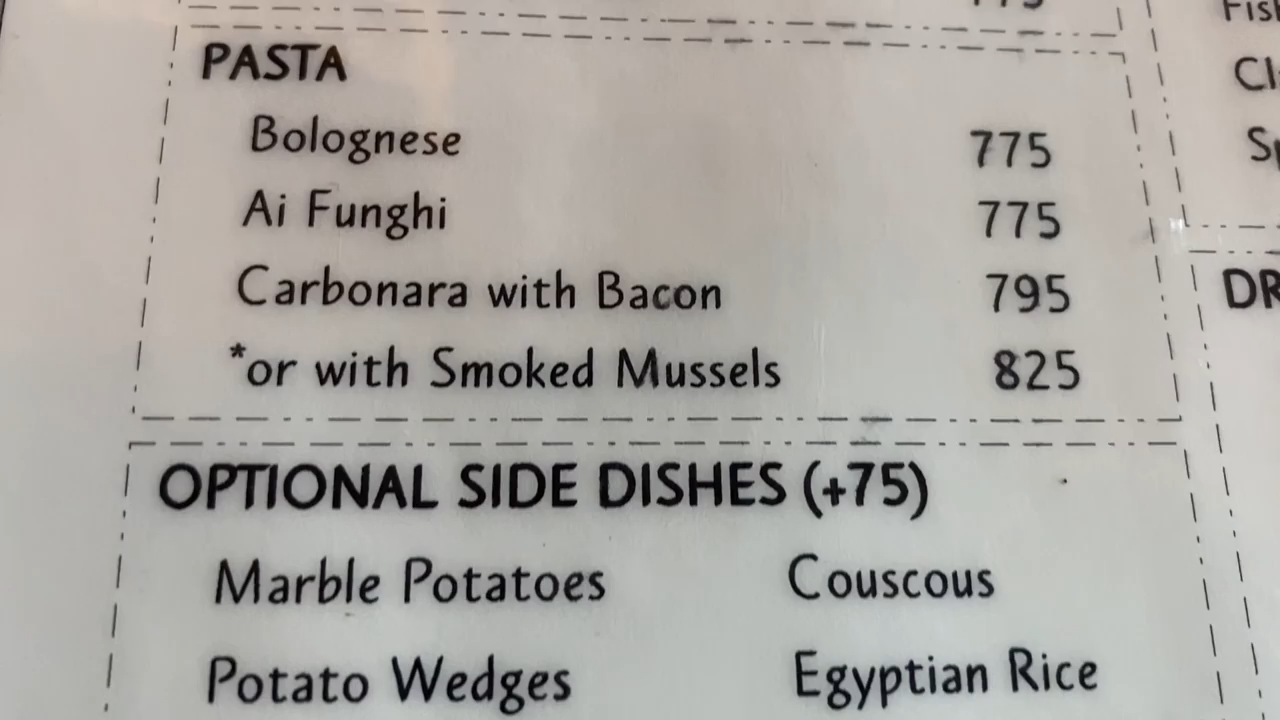 PASTA
Bolognese 775
Ai Funghi 775
Carbonara with Bacon 795
*or with Smoked Mussels 825
OPTIONAL SIDE DISHES (+75)
Marble Potatoes Couscous
Potato Wedges Egyptian Rice